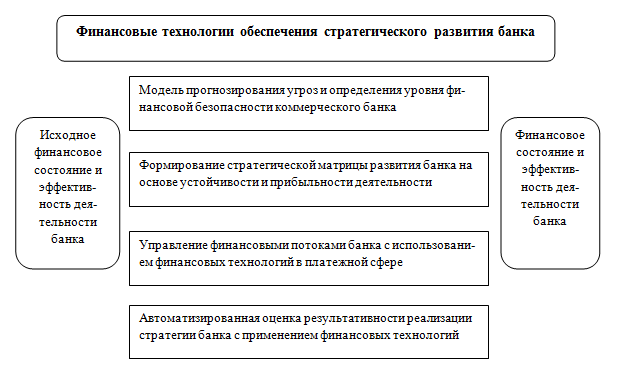 Финансовые технологии обеспечения стратегического развития банка
Исходное
финансовое
состояние и
эффектив-
ность дея-
тельности
банка
Модель прогнозирования угроз и определения уровня фи-
нансовой безопасности коммерческого банка
Формирование стратегической матрицы развития банка на
основе устойчивости и прибыльности деятельности
Управление финансовыми потоками банка с использовани-
ем финансовых технологий в платежной сфере
Автоматизированная оценка результативности реализации
стратегии банка с применением финансовых технологий
Финансовое
состояние и
эффектив-
ность дея-
тельности
банка